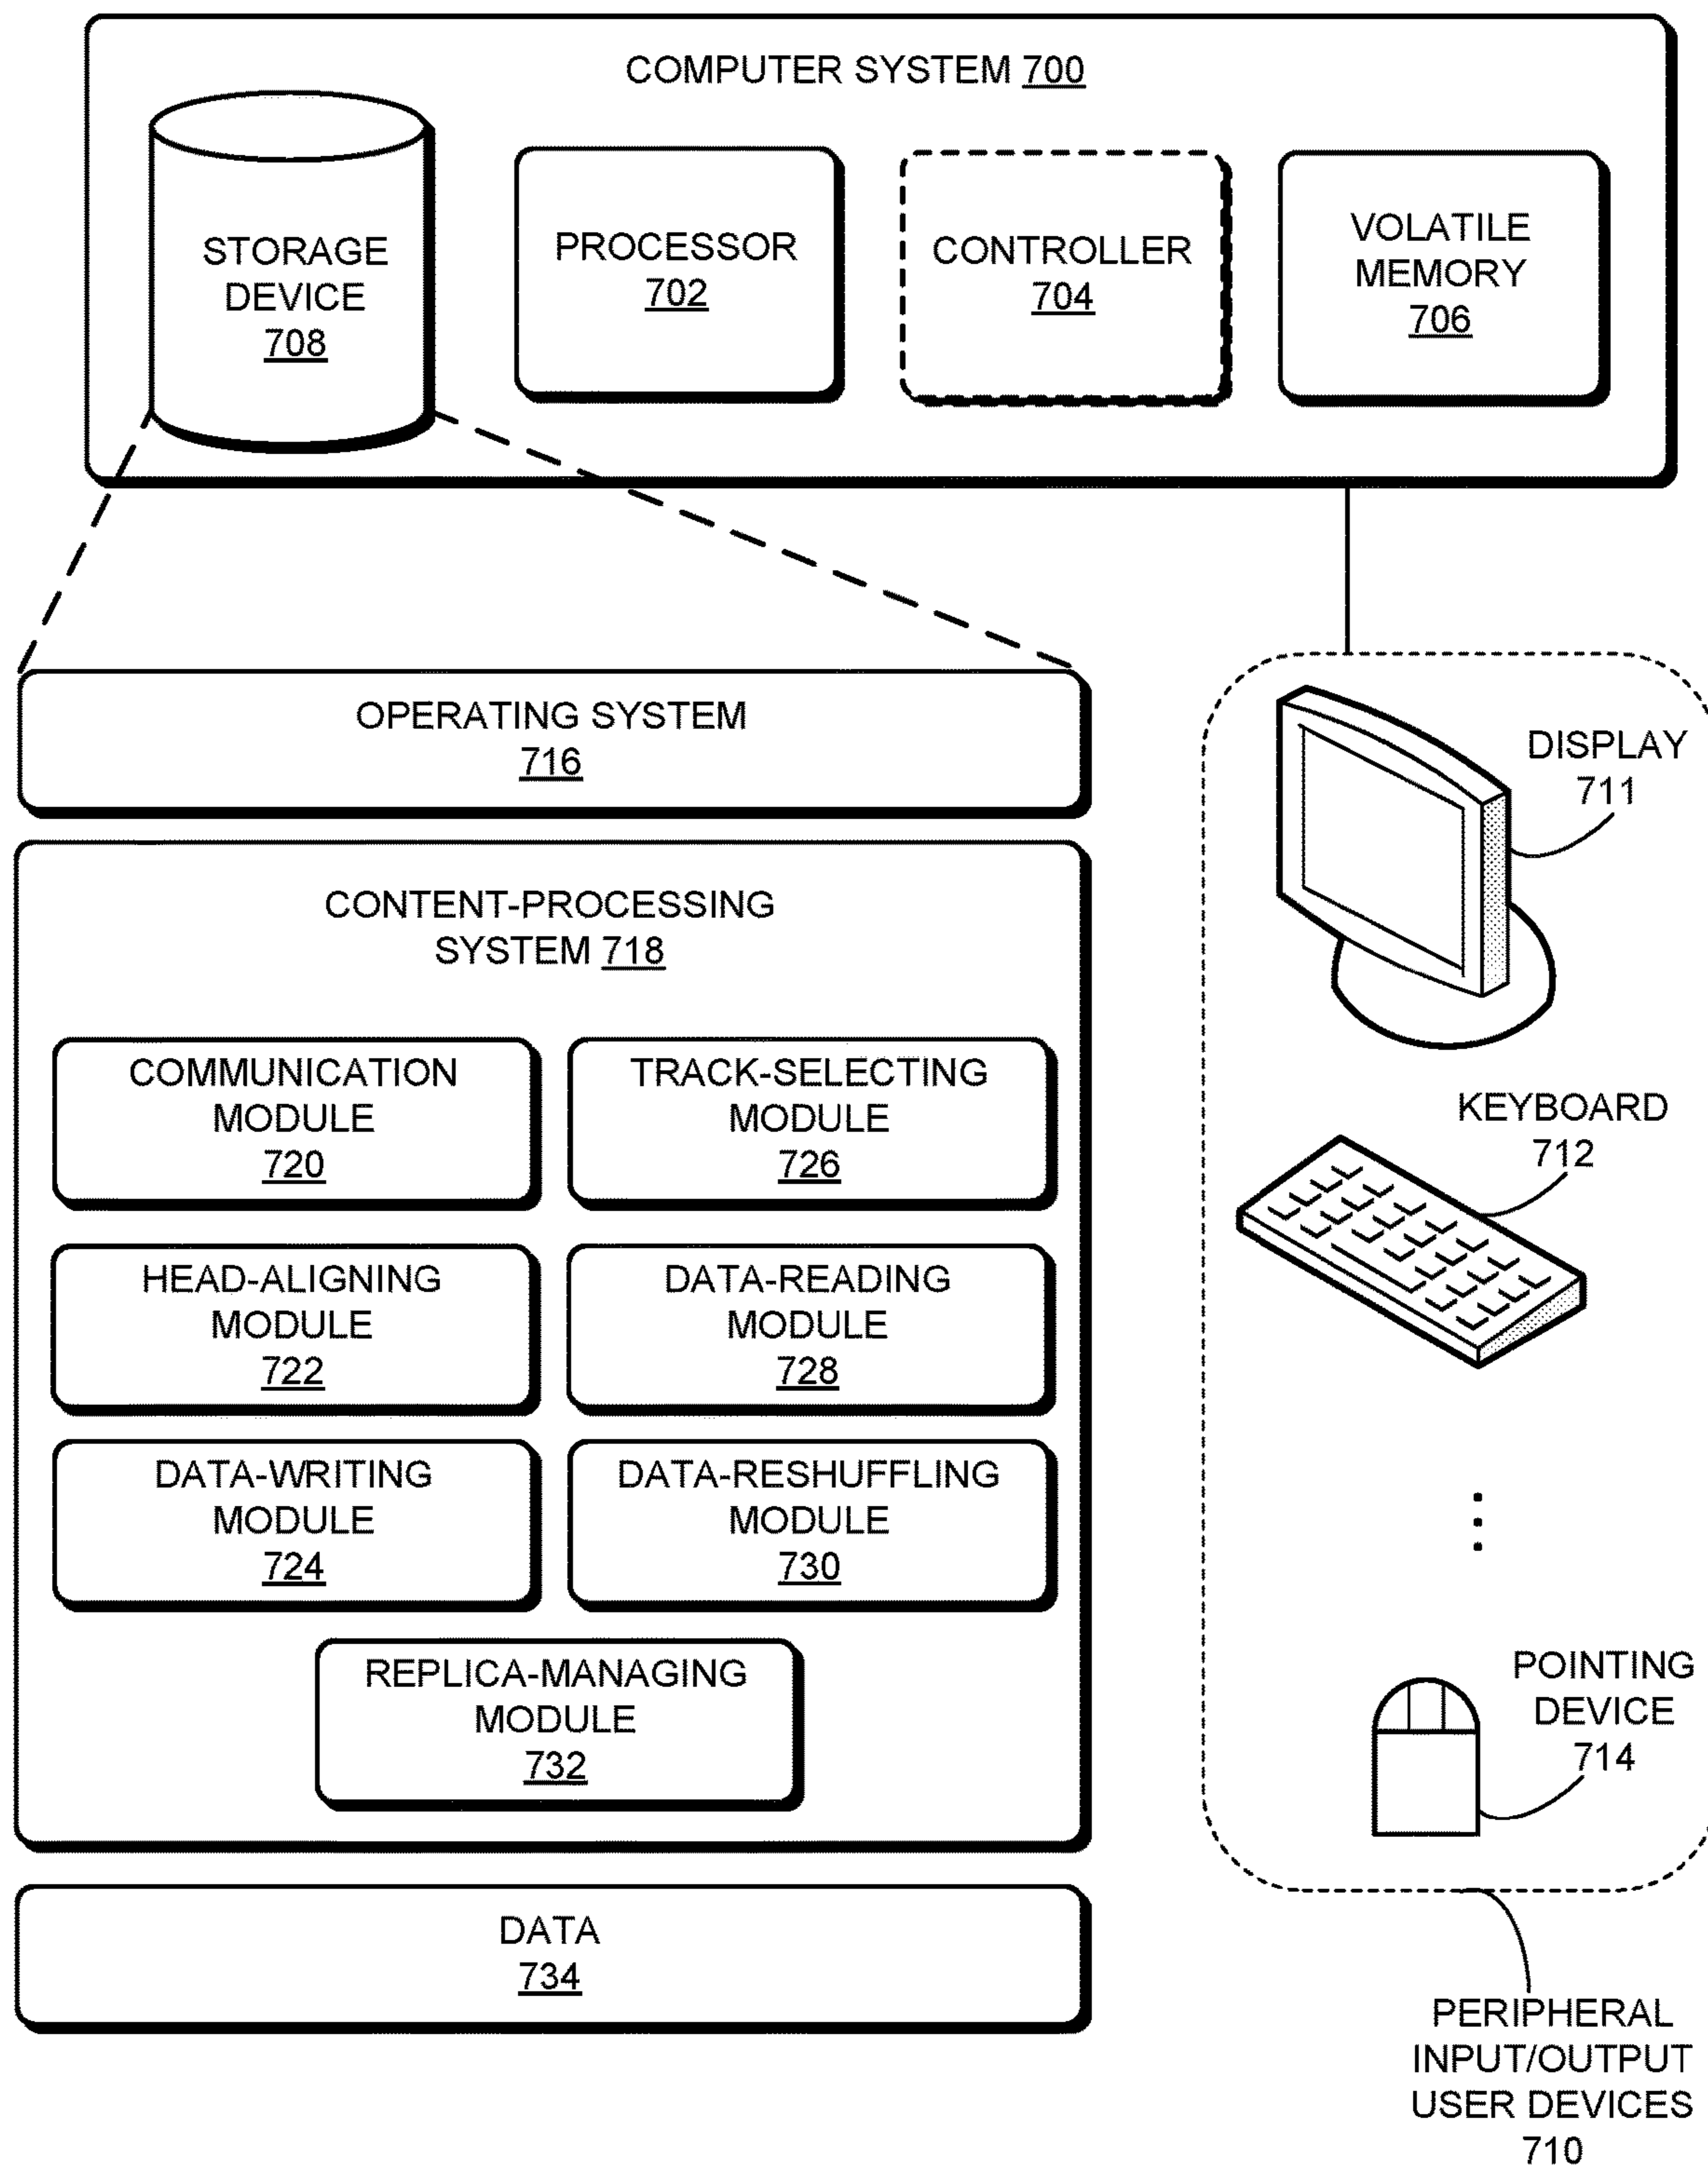 COMPUTER SYSTEM 700
STORAGE
DEVICE
708
PROCESSOR
702
CONTROLLER
704
VOLATILE
MEMORY
706
OPERATING SYSTEM
716
CONTENT-PROCESSING
SYSTEM 718
COMMUNICATION
MODULE
720
TRACK-SELECTING
MODULE
726
HEAD-ALIGNING
MODULE
722
DATA-READING
MODULE
728
DATA-WRITING
MODULE
724
DATA-RESHUFFLING
MODULE
730
REPLICA-MANAGING
MODULE
732
DATA
734
DISPLAY
711
KEYBOARD
712
POINTING
DEVICE
714
PERIPHERAL
INPUT/OUTPUT
USER DEVICES
710